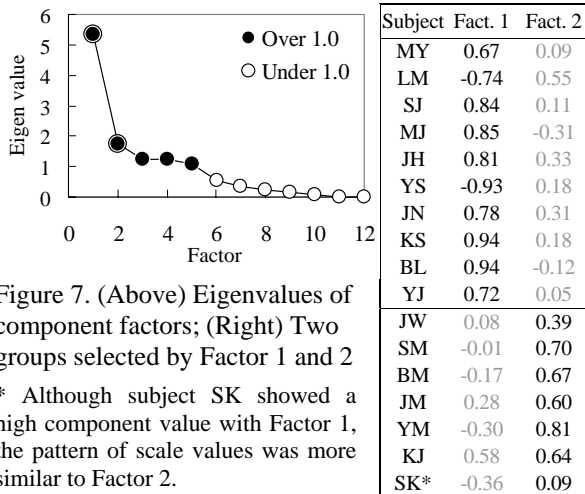 6
5
4
3
2
1
0
Eigen value
Over 1.0
Under 1.0
0 2 4 6 8 10 12
Factor
Figure 7. (Above) Eigenvalues of
component factors; (Right) Two
groups selected by Factor 1 and 2
* Although subject SK showed a
high component value with Factor 1,
the pattern of scale values was more
similar to Factor 2.
Subject Fact. 1 Fact. 2
MY 0.67 0.09
LM -0.74 0.55
SJ 0.84 0.11
MJ 0.85 -0.31
JH 0.81 0.33
YS -0.93 0.18
JN 0.78 0.31
KS 0.94 0.18
BL 0.94 -0.12
YJ 0.72 0.05
JW 0.08 0.39
SM -0.01 0.70
BM -0.17 0.67
JM 0.28 0.60
YM -0.30 0.81
KJ 0.58 0.64
SK* -0.36 0.09